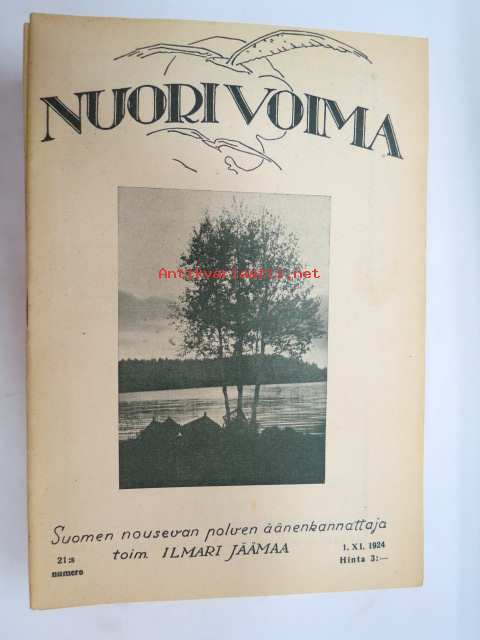 NUORI VOIMA
Antikvariaatti.net
Suomen nousevan polven äänenkannattaja
toim. ILMARI JÄÄMAA
21:s
numero
1. XI. 1924
Hinta 3:—